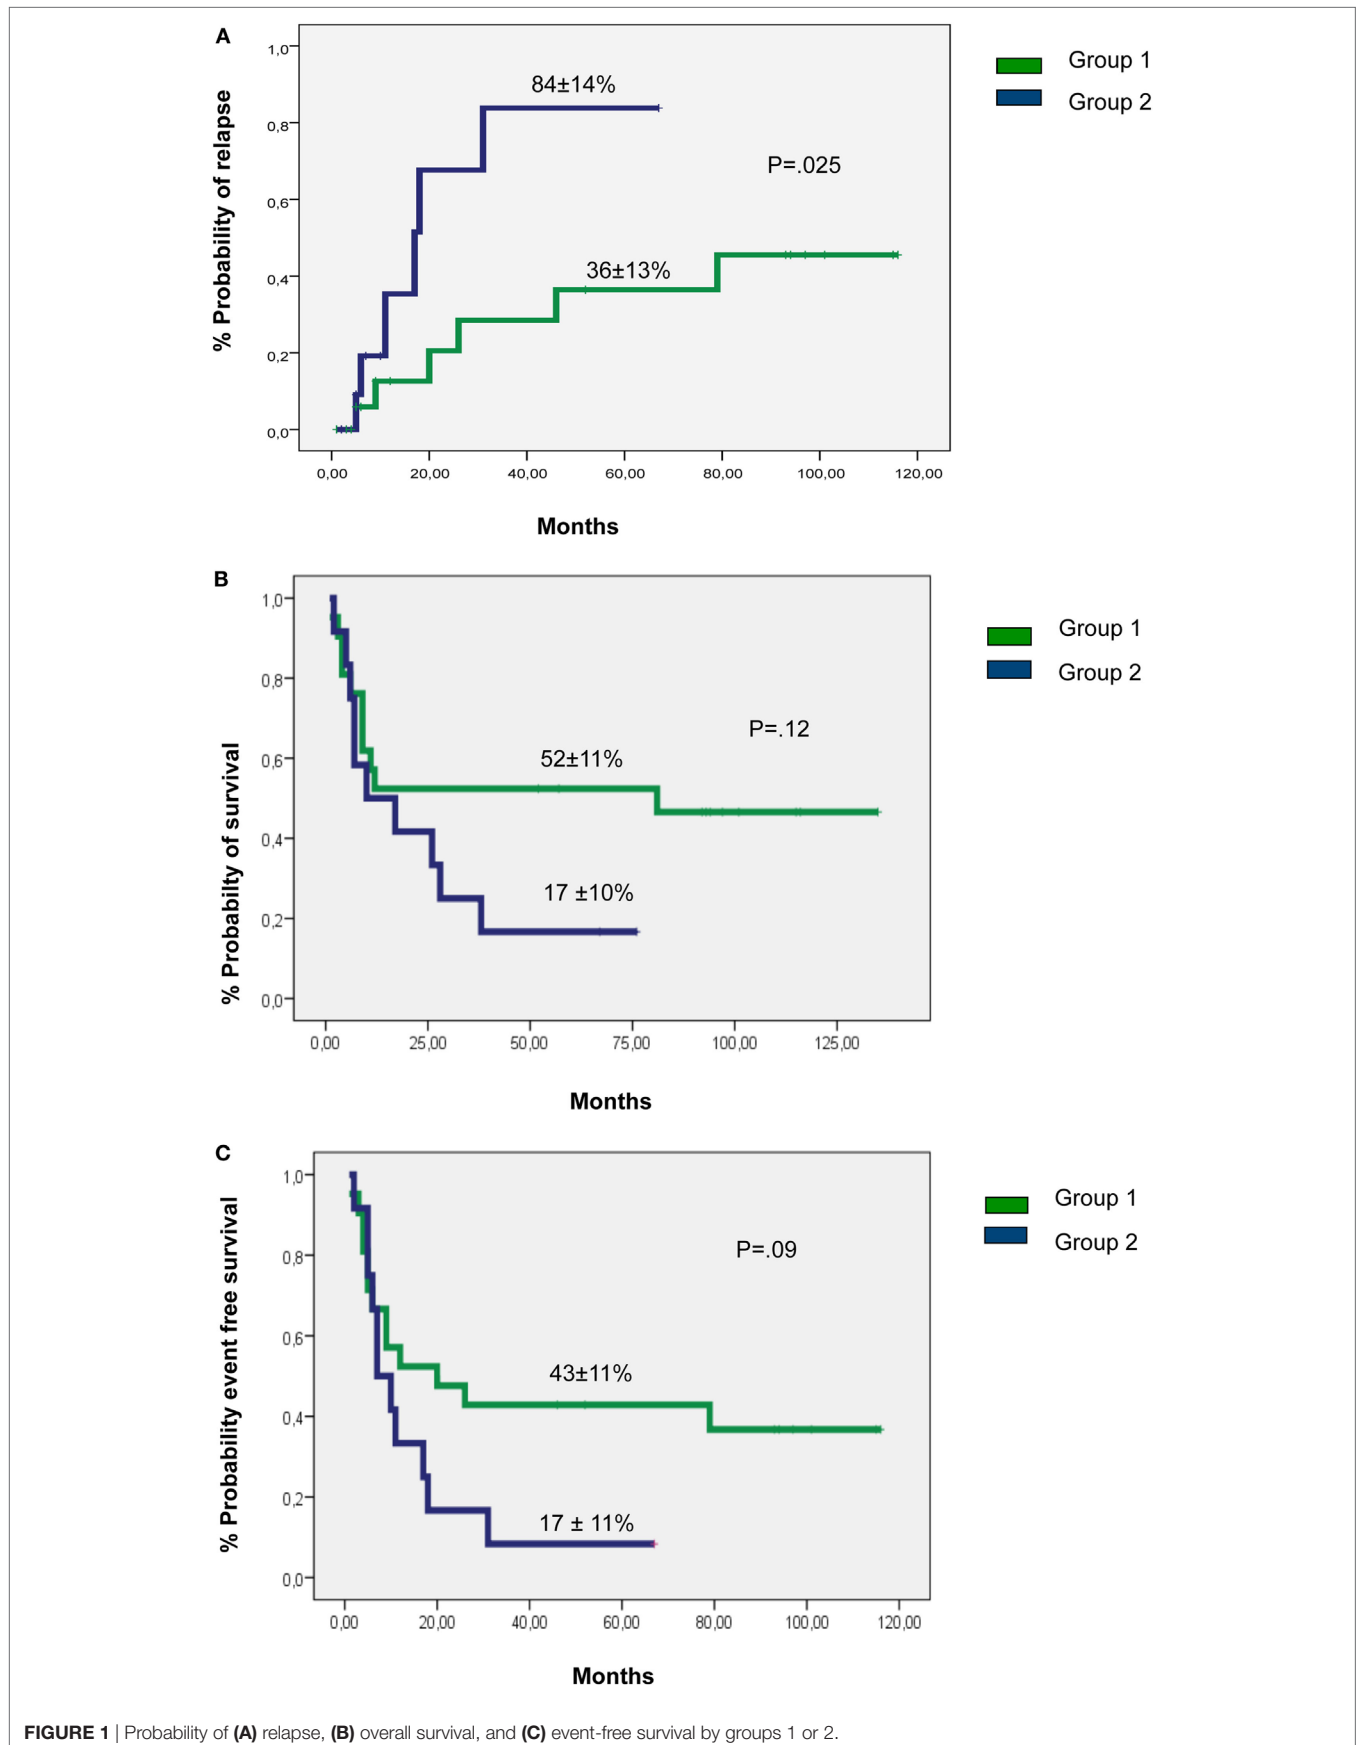 A
1,0
0,8
0,6
0,4
0,2
0,0
% Probability of relapse
84±14%
P=.025
36±13%
Group 1
Group 2
0,00 20,00 40,00 60,00 80,00 100,00 120,00
Months
B
1,0
0,8
0,6
0,4
0,2
0,0
% Probabilty of survival
52±11%
P=.12
17 ±10%
Group 1
Group 2
0,00 25,00 50,00 75,00 100,00 125,00
Months
C
1,0
0,8
0,6
0,4
0,2
0,0
% Probability event free survival
P=.09
43±11%
17 ± 11%
Group 1
Group 2
0,00 20,00 40,00 60,00 80,00 100,00 120,00
Months
FIGURE 1 | Probability of (A) relapse, (B) overall survival, and (C) event-free survival by groups 1 or 2.